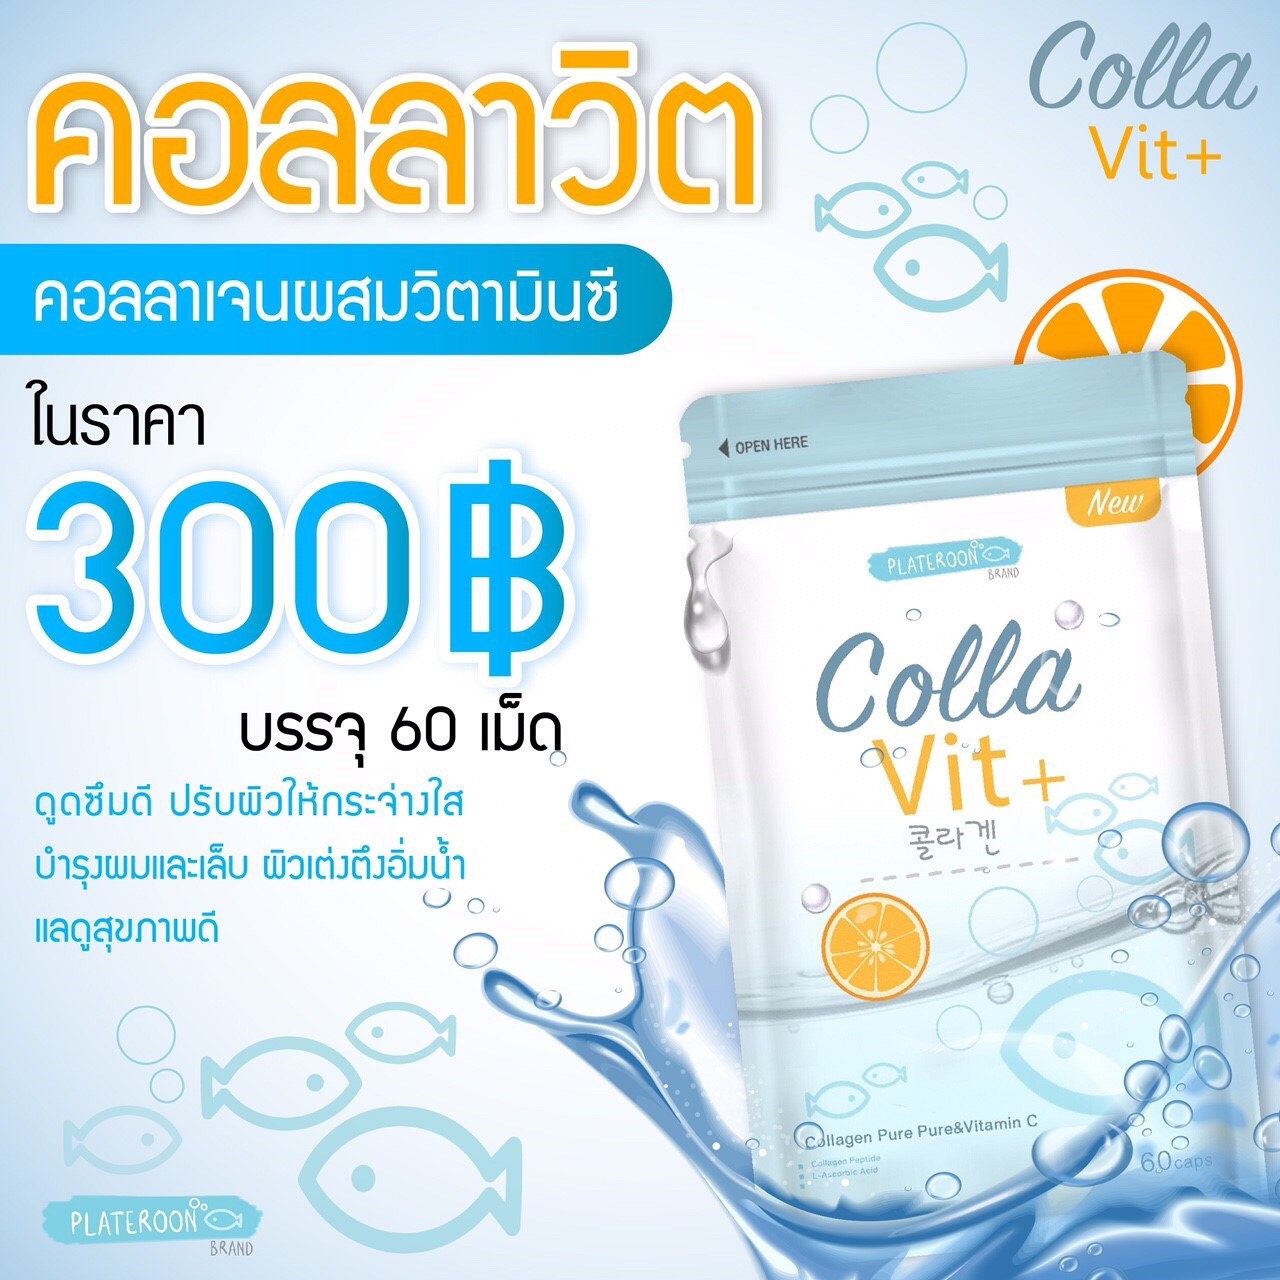 คอลลาวิต
Colla
Vit+
คอลลาเจนผสมวิตามินซี
ในราคา
300฿
บรรจุ 60 เม็ด
ดูดซึมดี ปรับผิวให้กระจ่างใส
บำรุงผมและเล็บ ผิวเต่งตึงอิ่มน้ำ
แลดูสุขภาพดี
OPEN HERE
New
PLATEROON
BRAND
Colla
Vit+
콜라겐
Collagen Pure Pure&Vitamin C
Collagen Peptide
L-Ascorbic Acid
60caps
PLATEROON
BRAND